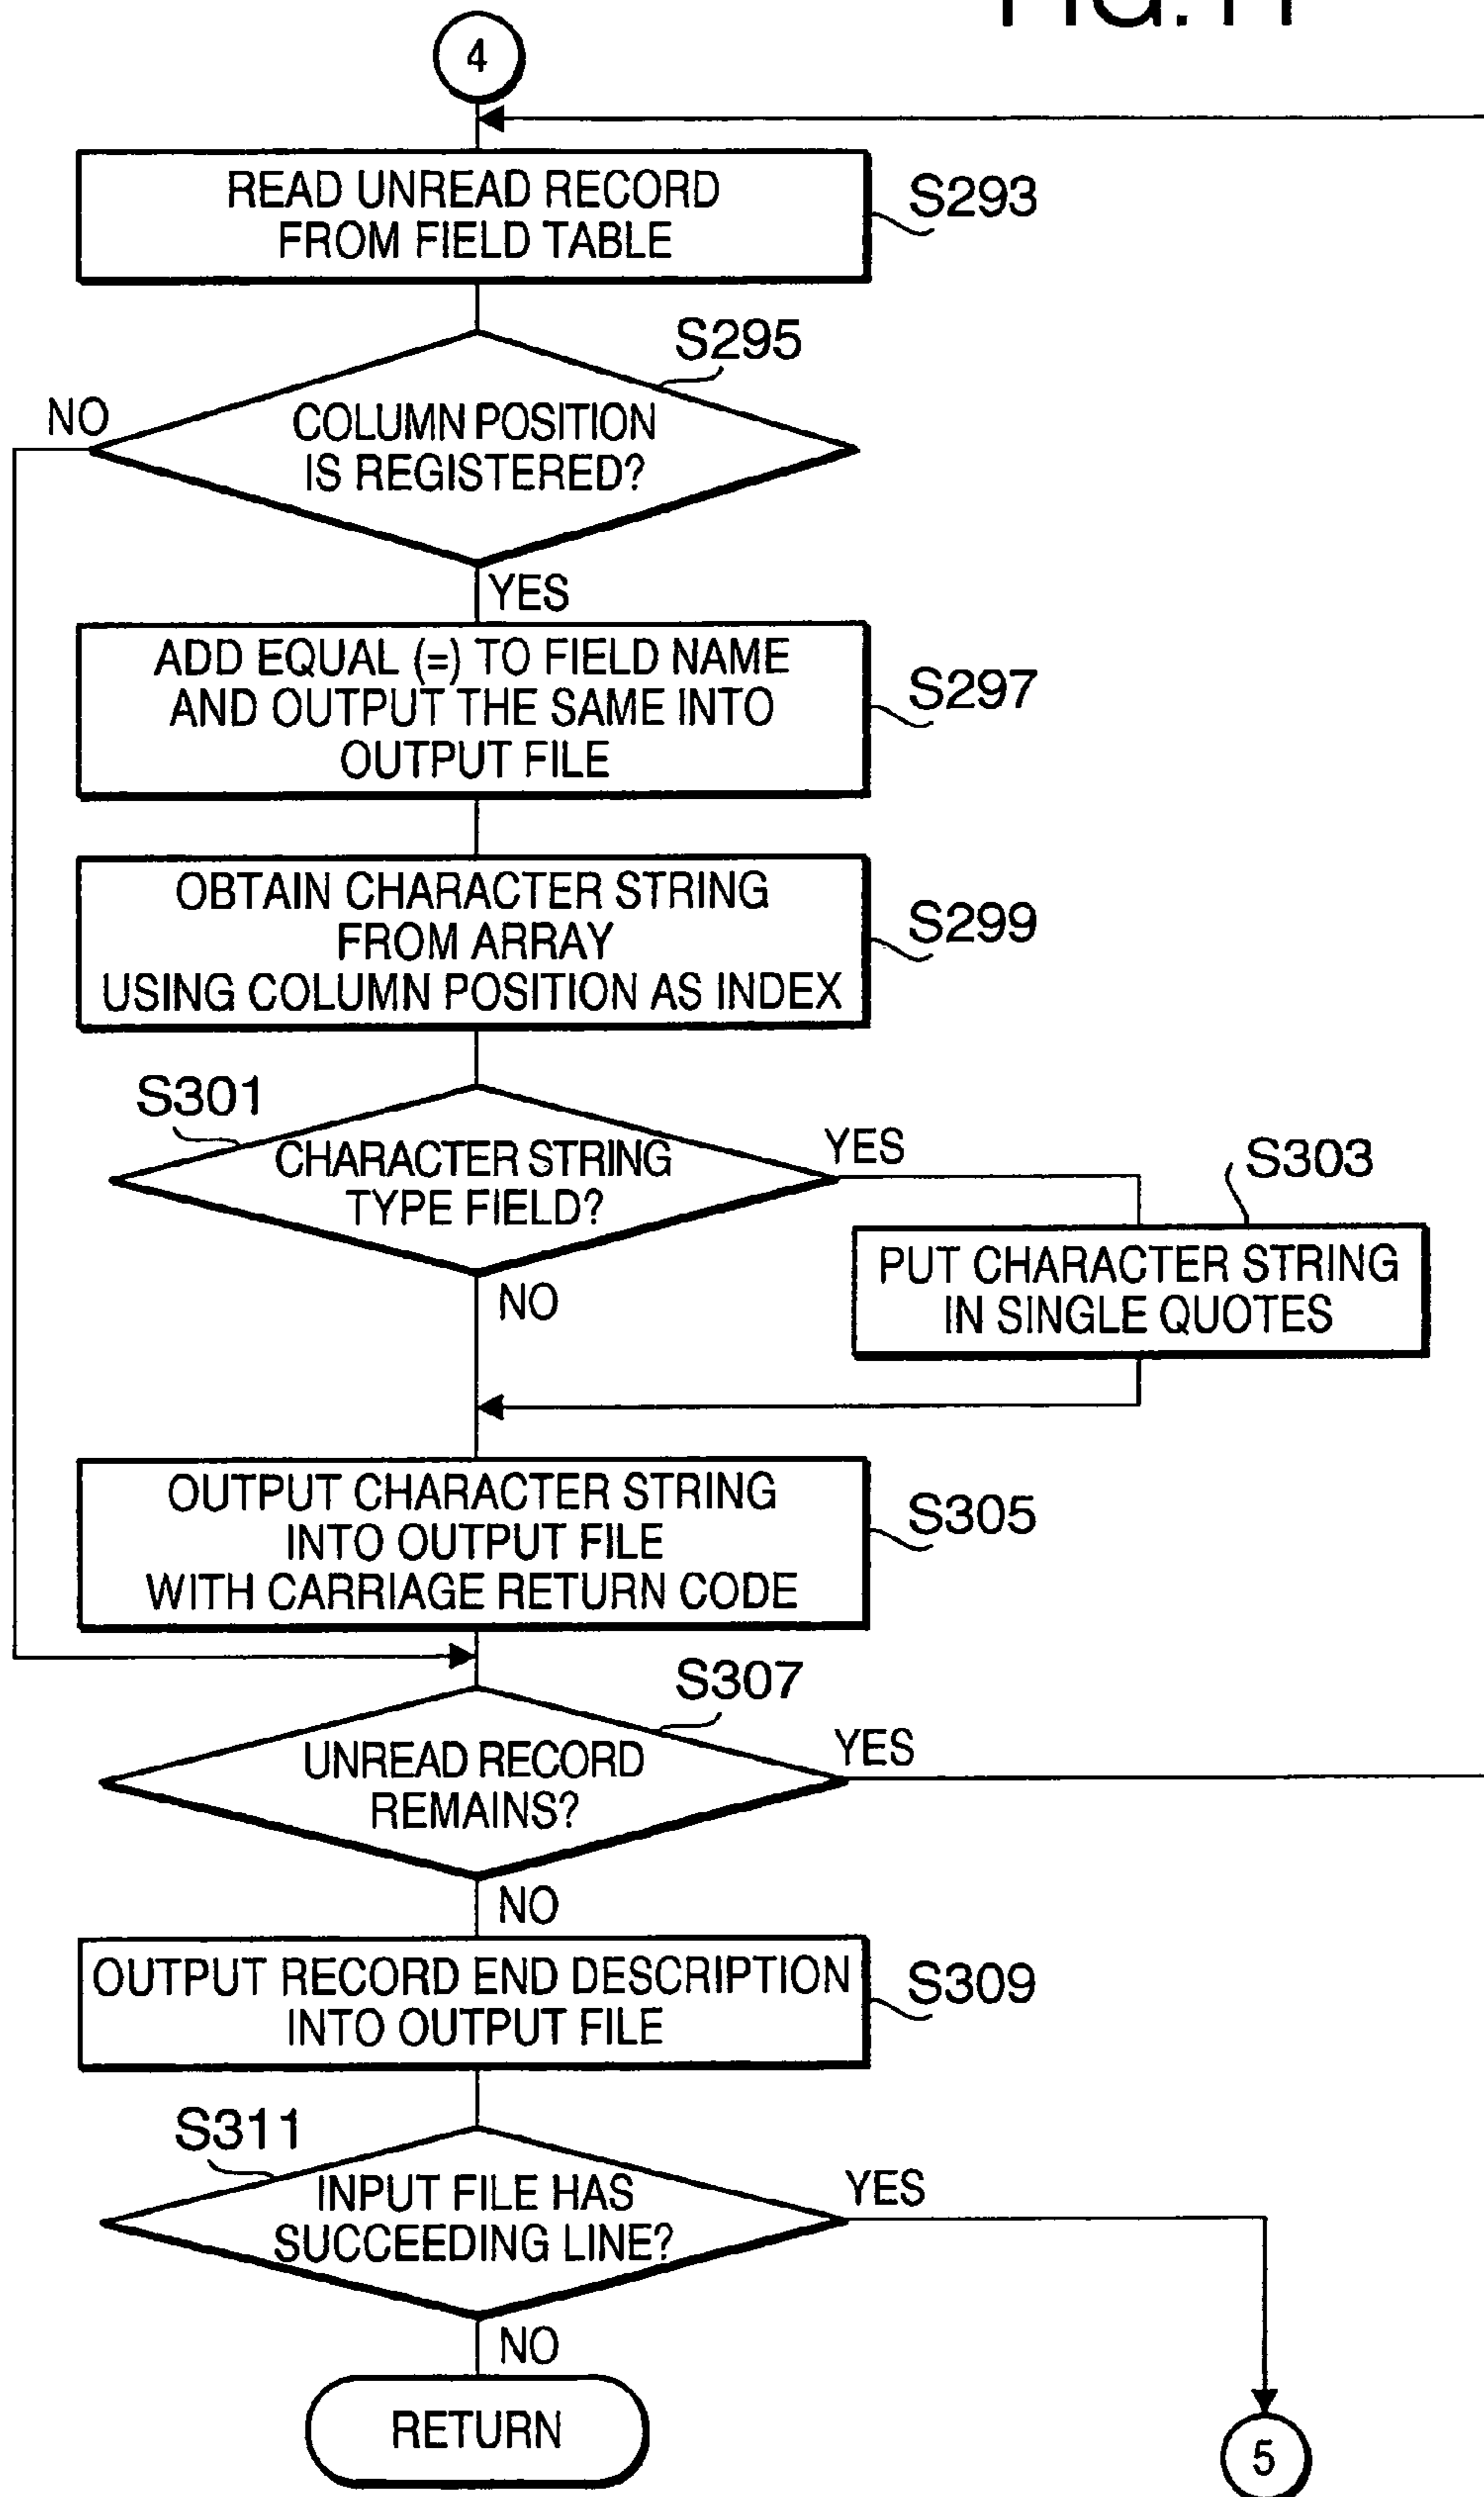 4
READ UNREAD RECORD
FROM FIELD TABLE
S293
S295
NO
COLUMN POSITION
IS REGISTERED?
YES
ADD EQUAL (=) TO FIELD NAME
AND OUTPUT THE SAME INTO
OUTPUT FILE
S297
OBTAIN CHARACTER STRING
FROM ARRAY
USING COLUMN POSITION AS INDEX
S299
S301
CHARACTER STRING
TYPE FIELD?
YES
S303
PUT CHARACTER STRING
IN SINGLE QUOTES
NO
OUTPUT CHARACTER STRING
INTO OUTPUT FILE
WITH CARRIAGE RETURN CODE
S305
S307
UNREAD RECORD
REMAINS?
YES
NO
OUTPUT RECORD END DESCRIPTION
INTO OUTPUT FILE
S309
S311
INPUT FILE HAS
SUCCEEDING LINE?
YES
NO
RETURN
5